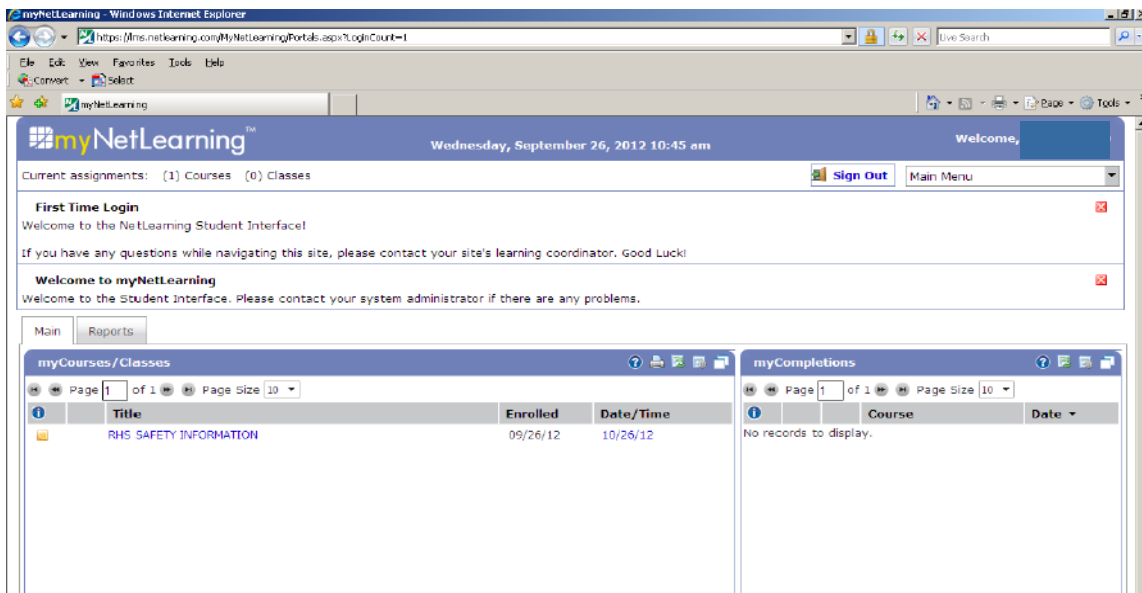 myNetLearning - Windows Internet Explorer
https://lms.netlearning.com/MyNetLearning/Portals.aspx?LoginCount=1
Live Search
File Edit View Favorites Tools Help
Convert Select
myNetLearning
Page Tools
myNetLearning™
Wednesday, September 26, 2012 10:45 am
Welcome,
Current assignments: (1) Courses (0) Classes
Sign Out
Main Menu
First Time Login
Welcome to the NetLearning Student Interface!
If you have any questions while navigating this site, please contact your site's learning coordinator. Good Luck!
Welcome to myNetLearning
Welcome to the Student Interface. Please contact your system administrator if there are any problems.
Main Reports
myCourses/Classes
Page 1 of 1 Page Size 10
Title Enrolled Date/Time
RHS SAFETY INFORMATION 09/26/12 10/26/12
myCompletions
Page 1 of 1 Page Size 10
Course Date
No records to display.